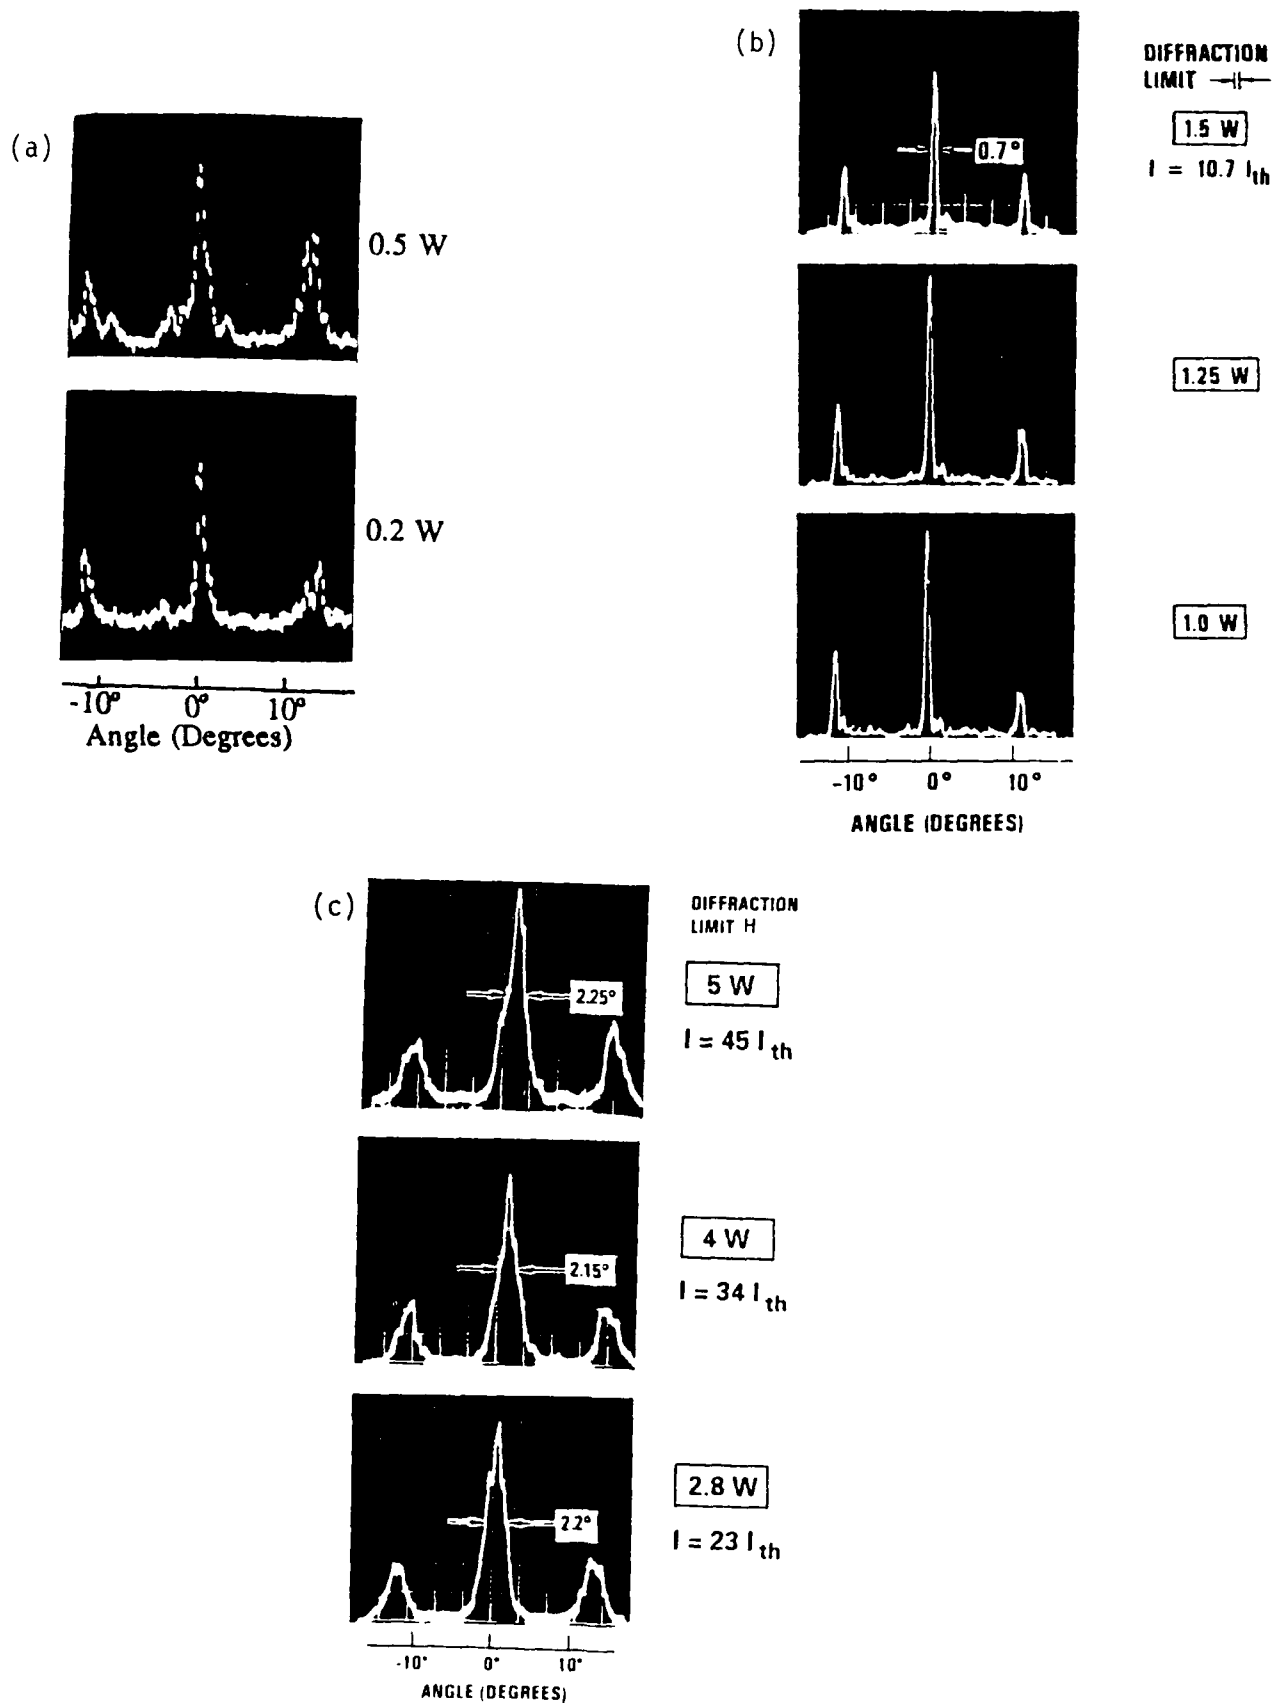 (a)
0.5 W
0.2 W
-10° 0° 10°
Angle (Degrees)
(b)
DIFFRACTION
LIMIT
0.7°
1.5 W
I = 10.7 Ith
1.25 W
1.0 W
-10° 0° 10°
ANGLE (DEGREES)
(c)
DIFFRACTION
LIMIT H
2.25°
5 W
I = 45 Ith
4 W
2.15°
I = 34 Ith
2.8 W
2.2°
I = 23 Ith
-10° 0° 10°
ANGLE (DEGREES)